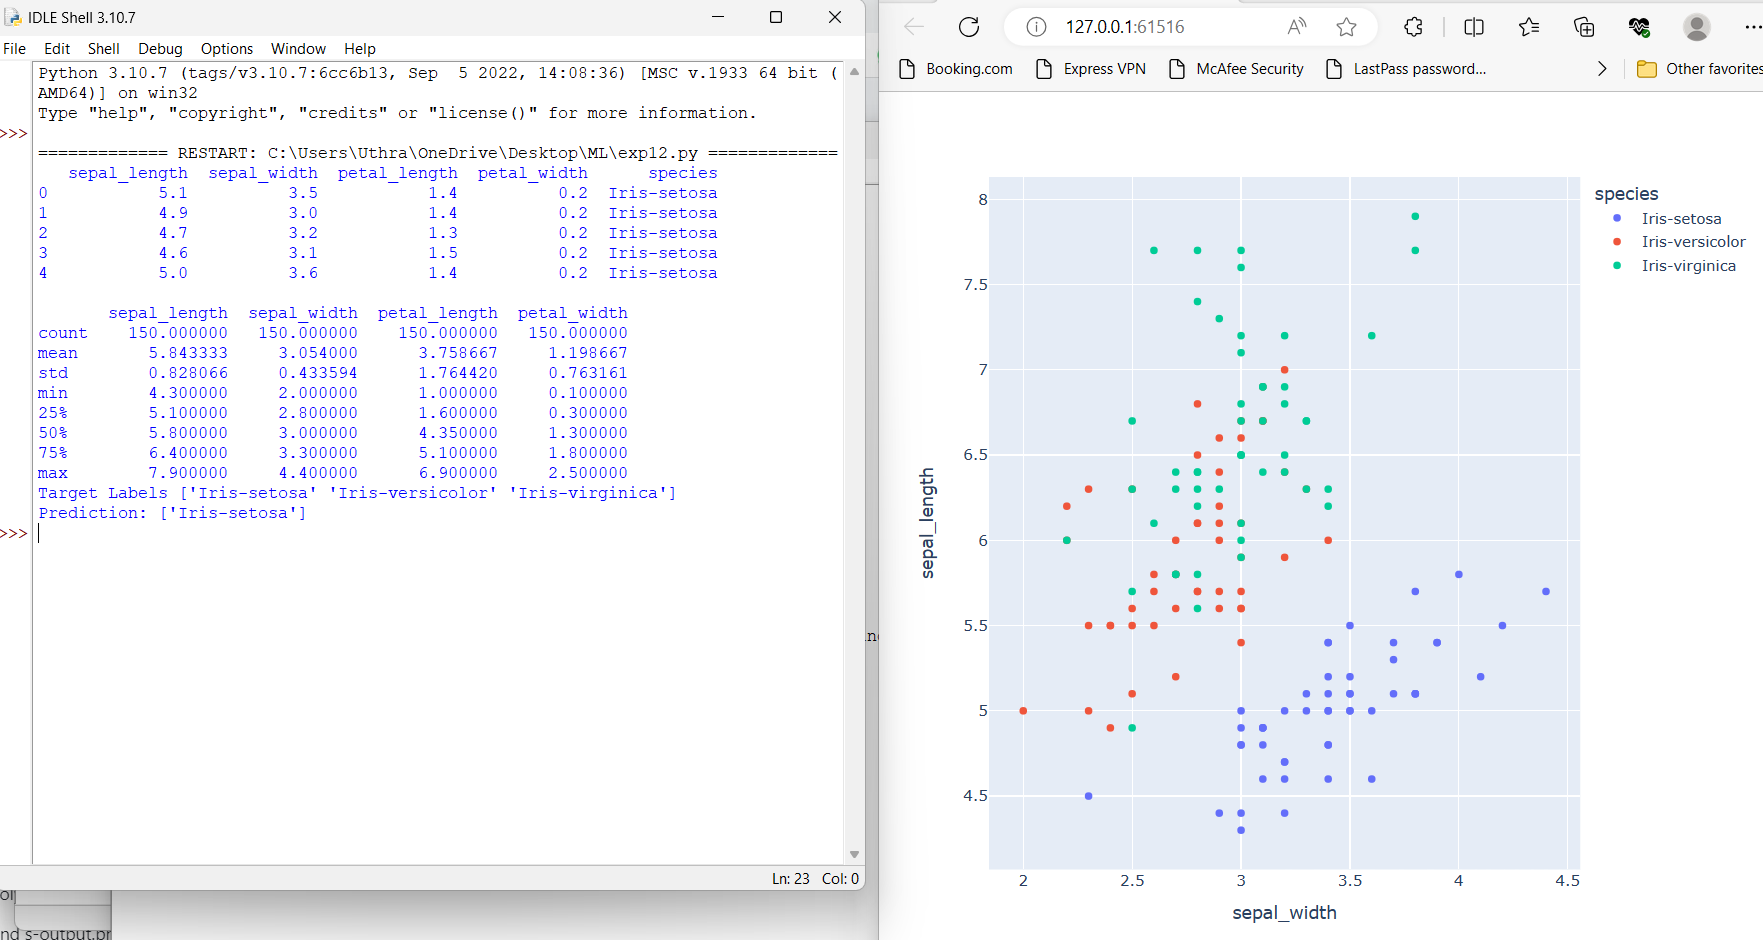 IDLE Shell 3.10.7
File Edit Shell Debug Options Window Help
Python 3.10.7 (tags/v3.10.7:6cc6b13, Sep  5 2022, 14:08:36) [MSC v.1933 64 bit (
AMD64)] on win32
Type "help", "copyright", "credits" or "license()" for more information.
>>>
============= RESTART: C:\Users\Uthra\OneDrive\Desktop\ML\exp12.py =============
sepal_length sepal_width petal_length petal_width species
0 5.1 3.5 1.4 0.2 Iris-setosa
1 4.9 3.0 1.4 0.2 Iris-setosa
2 4.7 3.2 1.3 0.2 Iris-setosa
3 4.6 3.1 1.5 0.2 Iris-setosa
4 5.0 3.6 1.4 0.2 Iris-setosa
sepal_length sepal_width petal_length petal_width
count 150.000000 150.000000 150.000000 150.000000
mean 5.843333 3.054000 3.758667 1.198667
std 0.828066 0.433594 1.764420 0.763161
min 4.300000 2.000000 1.000000 0.100000
25% 5.100000 2.800000 1.600000 0.300000
50% 5.800000 3.000000 4.350000 1.300000
75% 6.400000 3.300000 5.100000 1.800000
max 7.900000 4.400000 6.900000 2.500000
Target Labels ['Iris-setosa' 'Iris-versicolor' 'Iris-virginica']
Prediction: ['Iris-setosa']
>>>
Ln: 23 Col: 0
nd s-output.pr
127.0.0.1:61516
Booking.com Express VPN McAfee Security LastPass password... Other favorites
8
7.5
7
6.5
6
5.5
5
4.5
sepal_length
2 2.5 3 3.5 4 4.5
sepal_width
species
Iris-setosa
Iris-versicolor
Iris-virginica